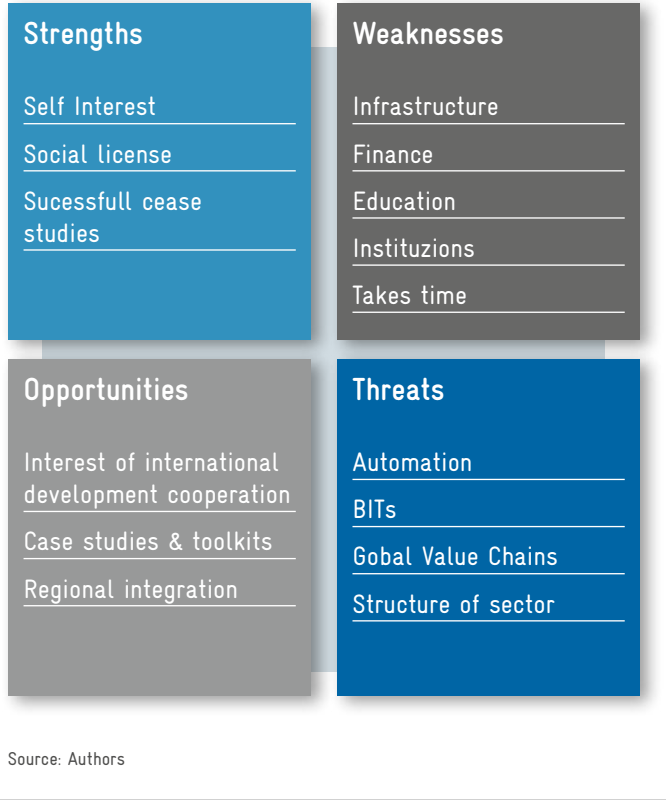 Strengths
Self Interest
Social license
Sucessfull cease
studies
Weaknesses
Infrastructure
Finance
Education
Instituzions
Takes time
Opportunities
Interest of international
development cooperation
Case studies & toolkits
Regional integration
Threats
Automation
BITs
Gobal Value Chains
Structure of sector
Source: Authors